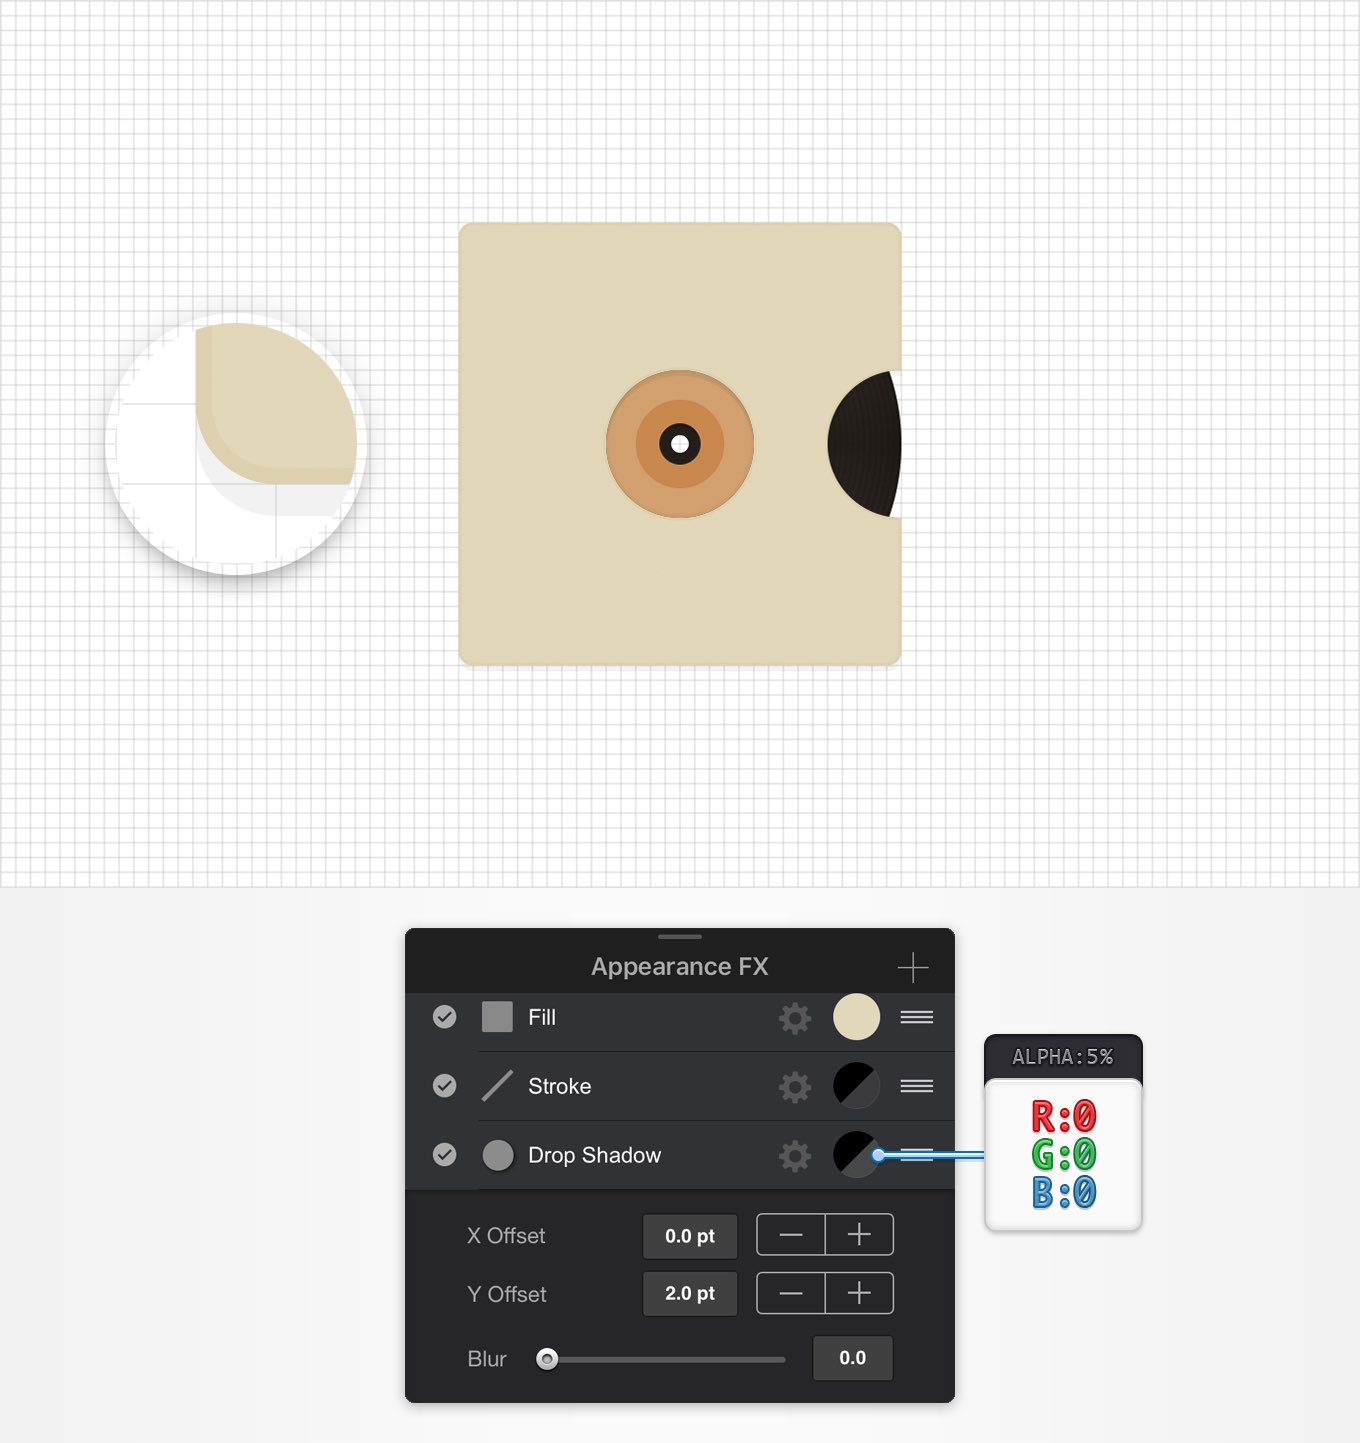 Appearance FX
Fill
Stroke
Drop Shadow
ALPHA:5%
R:0
G:0
B:0
X Offset 0.0 pt
Y Offset 2.0 pt
Blur 0.0